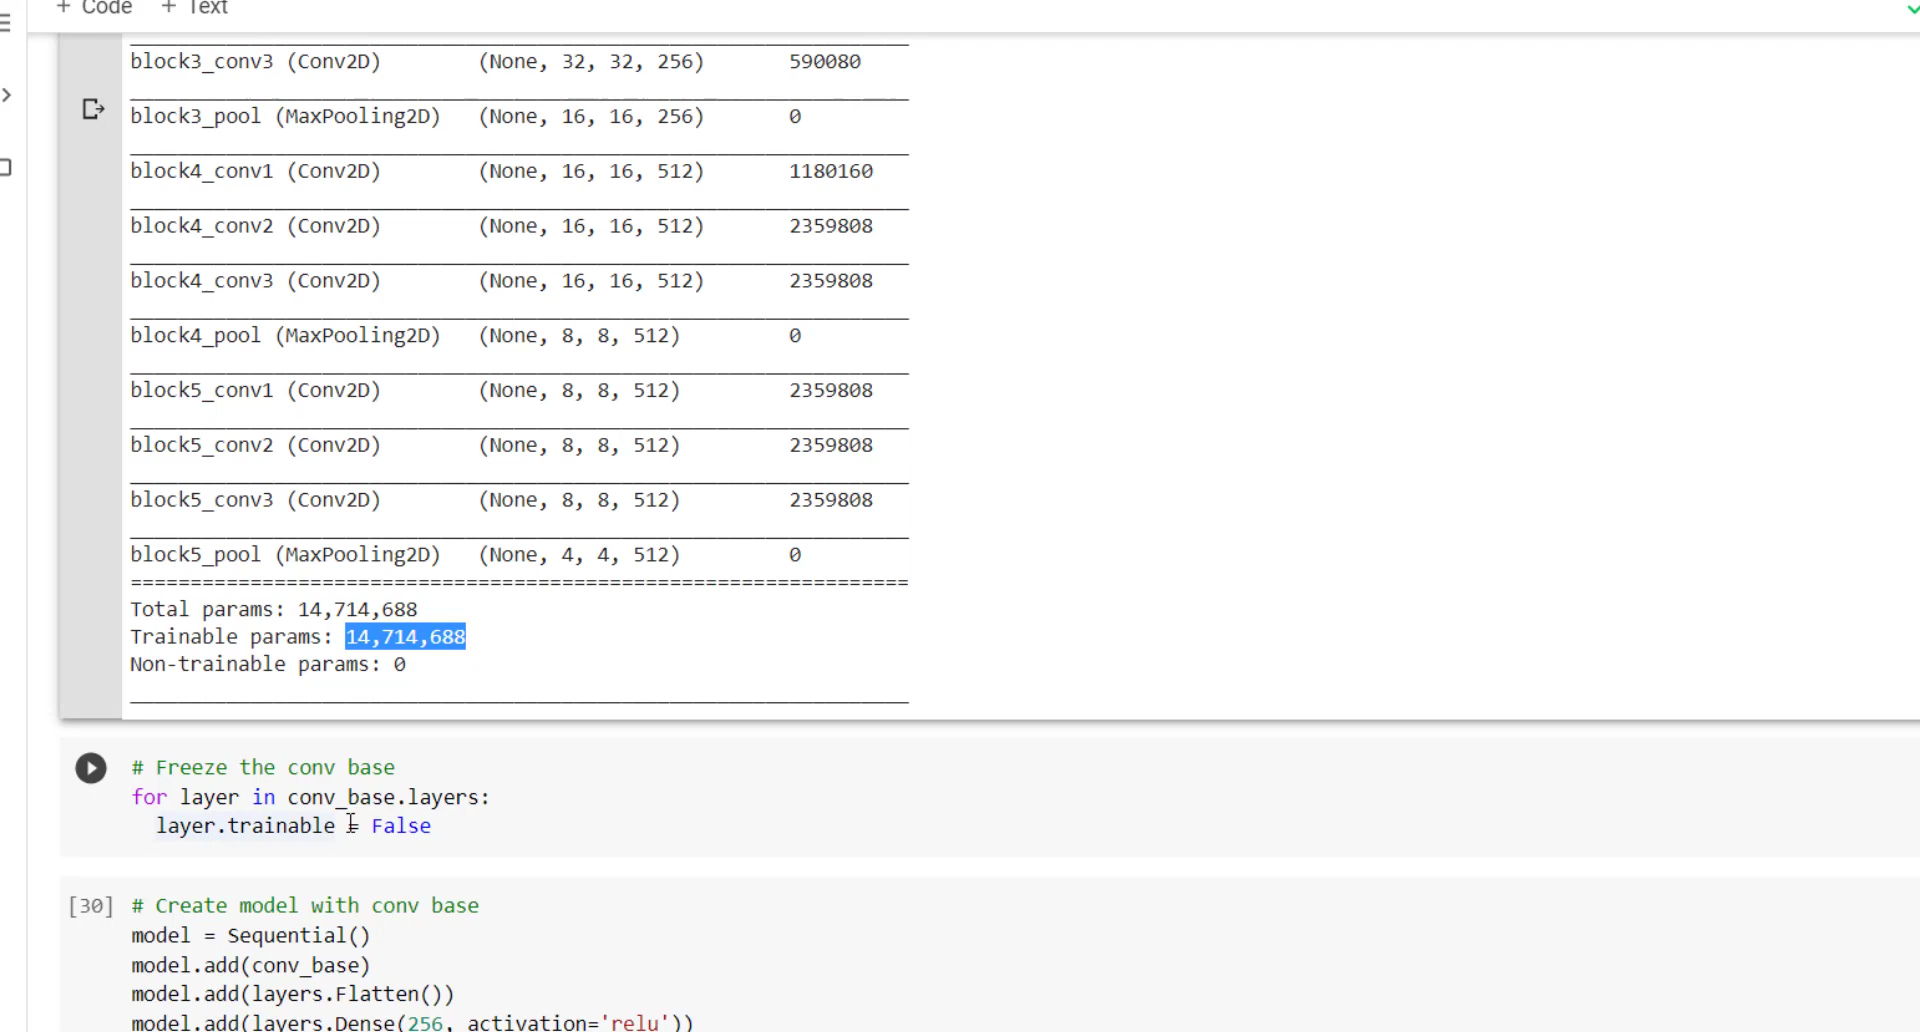 + Code + Text
block3_conv3 (Conv2D) (None, 32, 32, 256) 590080
block3_pool (MaxPooling2D) (None, 16, 16, 256) 0
block4_conv1 (Conv2D) (None, 16, 16, 512) 1180160
block4_conv2 (Conv2D) (None, 16, 16, 512) 2359808
block4_conv3 (Conv2D) (None, 16, 16, 512) 2359808
block4_pool (MaxPooling2D) (None, 8, 8, 512) 0
block5_conv1 (Conv2D) (None, 8, 8, 512) 2359808
block5_conv2 (Conv2D) (None, 8, 8, 512) 2359808
block5_conv3 (Conv2D) (None, 8, 8, 512) 2359808
block5_pool (MaxPooling2D) (None, 4, 4, 512) 0
=================================================================
Total params: 14,714,688
Trainable params: 14,714,688
Non-trainable params: 0
# Freeze the conv base
for layer in conv_base.layers:
layer.trainable = False
[30] # Create model with conv base
model = Sequential()
model.add(conv_base)
model.add(layers.Flatten())
model.add(layers.Dense(256, activation='relu'))